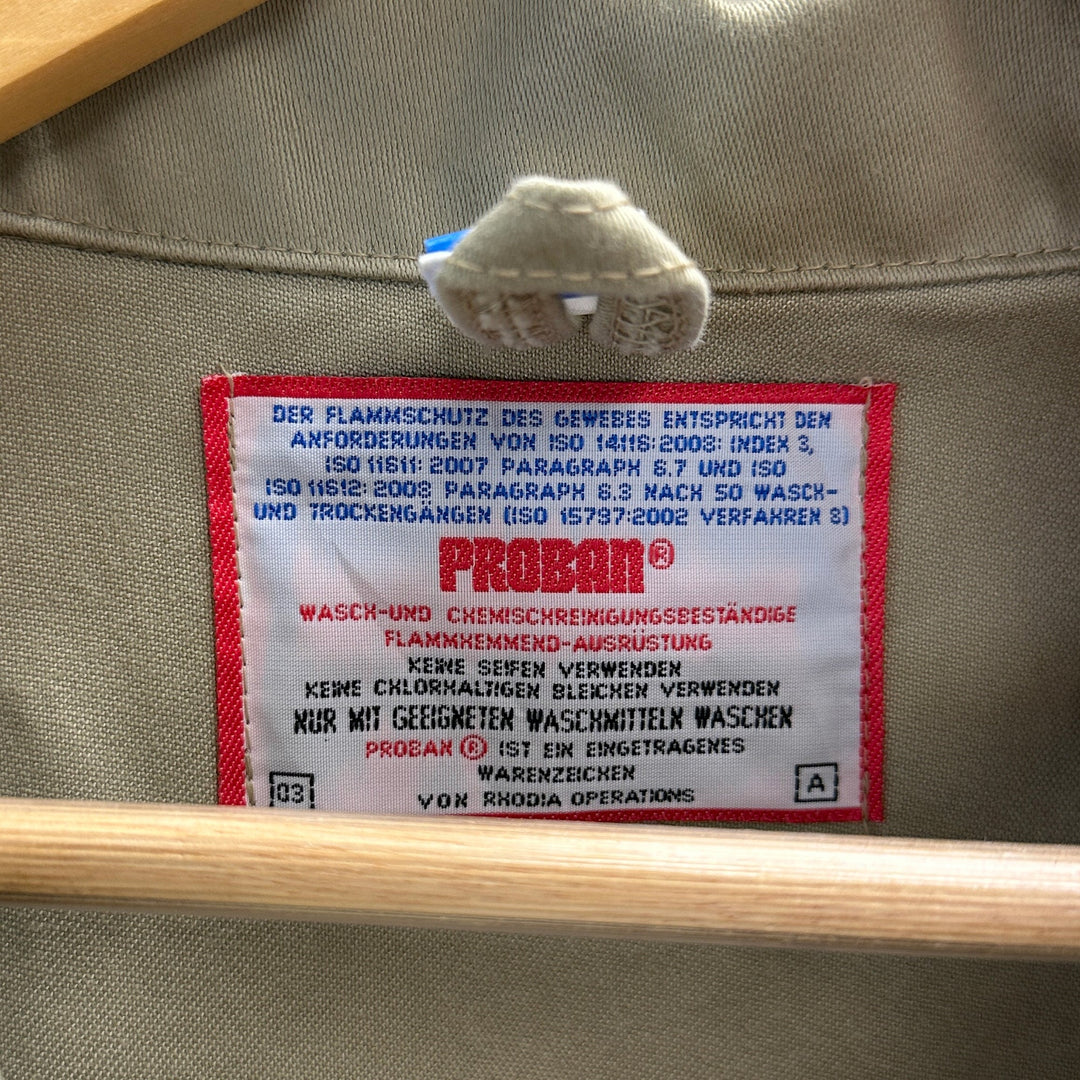 DER FLAMMSCHUTZ DES GEWEBES ENTSPRICHT DEN
ANFORDERUNGEN VON ISO 14116:2008: INDEX 3,
ISO 11611: 2007 PARAGRAPH 6.7 UND ISO
ISO 11612: 2008 PARAGRAPH 6.3 NACH 50 WASCH-
UND TROCKENGÄNGEN (ISO 15797:2002 VERFAHREN 8)
PROBAN®
WASCH-UND CHEMISCHREINIGUNGSBESTÄNDIGE
FLAMMHEMMEND-AUSRÜSTUNG
KEINE SEIFEN VERWENDEN
KEINE CHLORHALTIGEN BLEICHEN VERWENDEN
NUR MIT GEEIGNETEN WASCHMITTELN WASCHEN
PROBAN ® IST EIN EINGETRAGENES
WARENZEICHEN
VON RHODIA OPERATIONS
03
A